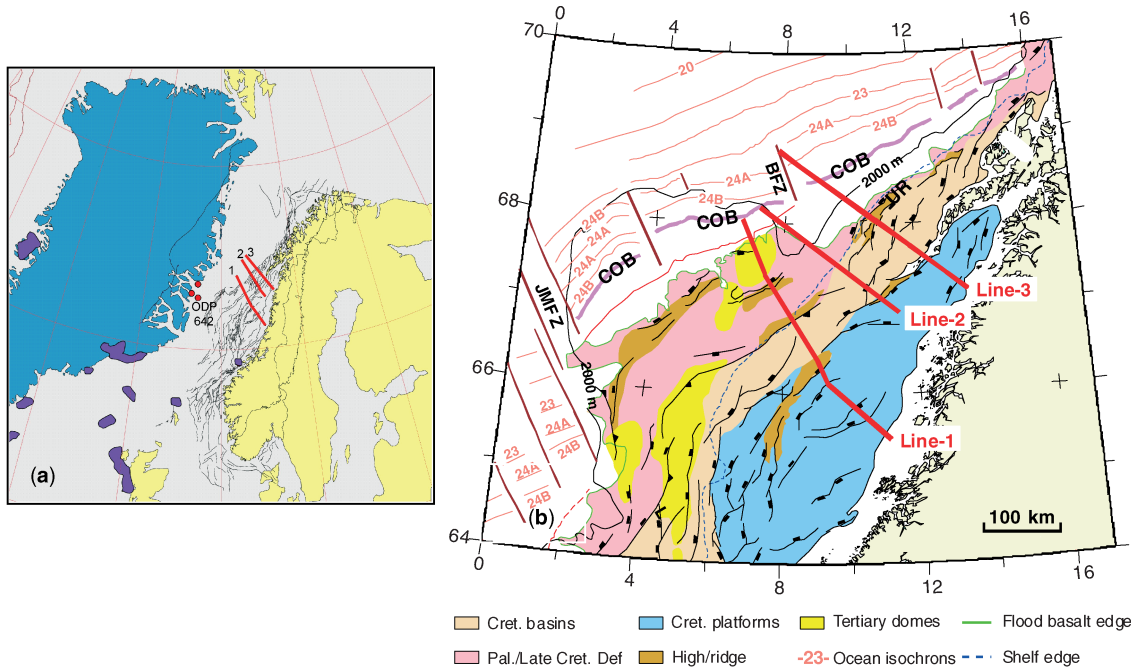 0
4
8
12
16
70
68
66
64
0
4
8
12
16
1
2
3
ODP
642
(a)
20
23
24A
24B
24A
24B
24B
24A
24B
23
24A
24B
23
24A
24B
BFZ
COB
COB
COB
2000 m
2000 m
UR
JMFZ
Line-3
Line-2
Line-1
(b)
100 km
Cret. basins
Cret. platforms
Tertiary domes
Flood basalt edge
Pal./Late Cret. Def
High/ridge
-23- Ocean isochrons
Shelf edge